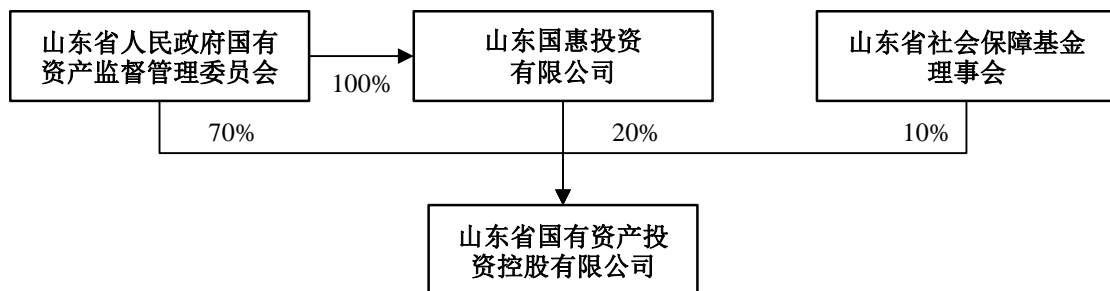 山东省人民政府国有
资产监督管理委员会
100%
山东国惠投资
有限公司
山东省社会保障基金
理事会
70%
20%
10%
山东省国有资产投
资控股有限公司